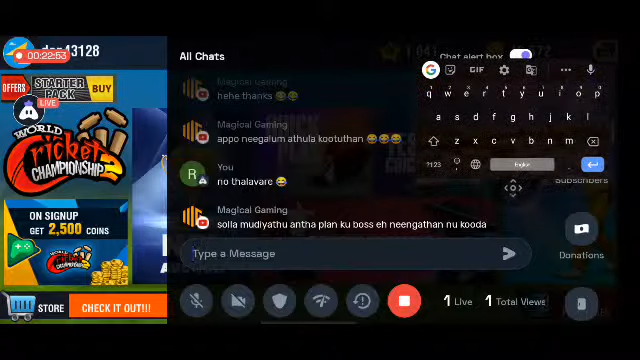 dar43128
00:22:53
OFFERS
STARTER
PACK
BUY
LIVE
WORLD
Cricket
CHAMPIONSHIP
ON SIGNUP
GET 2,500 COINS
STORE
CHECK IT OUT!!!
All Chats
Chat alert box
Magical Gaming
hehe thanks 😂😂
Magical Gaming
appo neegalum athula kootuthan 😂😂😂
R
You
no thalavare 😂
Magical Gaming
solla mudiyathu antha plan ku boss eh neengathan nu kooda
Type a Message
G
GIF
q w e r t y u i o p
a s d f g h j k l
z x c v b n m
?123
English
Subscribers
Donations
1 Live
1 Total Views